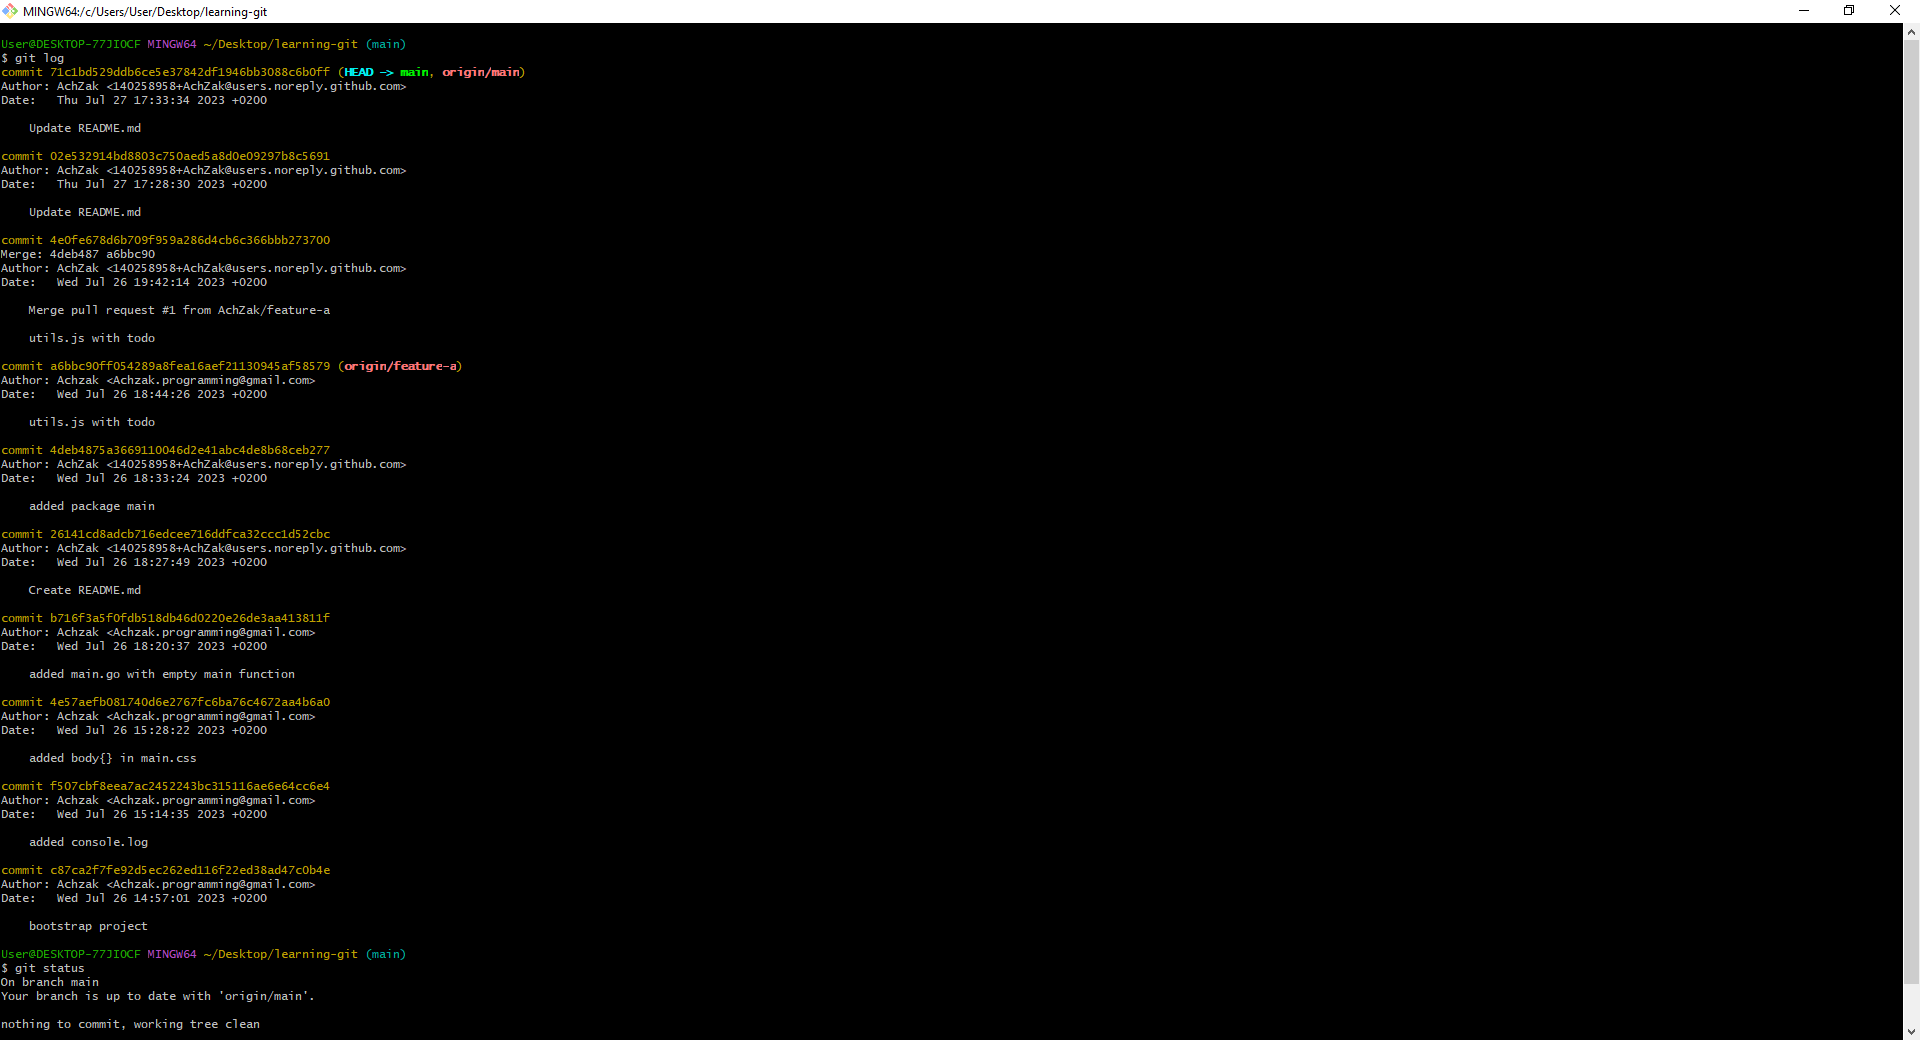 MINGW64:/c/Users/User/Desktop/learning-git
User@DESKTOP-77JIOCF MINGW64 ~/Desktop/learning-git (main)
$ git log
commit 71c1bd529ddb6ce5e37842df1946bb3088c6b0ff (HEAD -> main, origin/main)
Author: AchZak <140258958+AchZak@users.noreply.github.com>
Date:   Thu Jul 27 17:33:34 2023 +0200
    Update README.md
commit 02e532914bd8803c750aed5a8d0e09297b8c5691
Author: AchZak <140258958+AchZak@users.noreply.github.com>
Date:   Thu Jul 27 17:28:30 2023 +0200
    Update README.md
commit 4e0fe678d6b709f959a286d4cb6c366bbb273700
Merge: 4deb487 a6bbc90
Author: AchZak <140258958+AchZak@users.noreply.github.com>
Date:   Wed Jul 26 19:42:14 2023 +0200
    Merge pull request #1 from AchZak/feature-a
    utils.js with todo
commit a6bbc90ff054289a8fea16aef21130945af58579 (origin/feature-a)
Author: Achzak <Achzak.programming@gmail.com>
Date:   Wed Jul 26 18:44:26 2023 +0200
    utils.js with todo
commit 4deb4875a3669110046d2e41abc4de8b68ceb277
Author: AchZak <140258958+AchZak@users.noreply.github.com>
Date:   Wed Jul 26 18:33:24 2023 +0200
    added package main
commit 26141cd8adcb716edcee716ddfca32ccc1d52cbc
Author: AchZak <140258958+AchZak@users.noreply.github.com>
Date:   Wed Jul 26 18:27:49 2023 +0200
    Create README.md
commit b716f3a5f0fdb518db46d0220e26de3aa413811f
Author: Achzak <Achzak.programming@gmail.com>
Date:   Wed Jul 26 18:20:37 2023 +0200
    added main.go with empty main function
commit 4e57aefb081740d6e2767fc6ba76c4672aa4b6a0
Author: Achzak <Achzak.programming@gmail.com>
Date:   Wed Jul 26 15:28:22 2023 +0200
    added body{} in main.css
commit f507cbf8eea7ac2452243bc315116ae6e64cc6e4
Author: Achzak <Achzak.programming@gmail.com>
Date:   Wed Jul 26 15:14:35 2023 +0200
    added console.log
commit c87ca2f7fe92d5ec262ed116f22ed38ad47c0b4e
Author: Achzak <Achzak.programming@gmail.com>
Date:   Wed Jul 26 14:57:01 2023 +0200
    bootstrap project
User@DESKTOP-77JIOCF MINGW64 ~/Desktop/learning-git (main)
$ git status
On branch main
Your branch is up to date with 'origin/main'.
nothing to commit, working tree clean